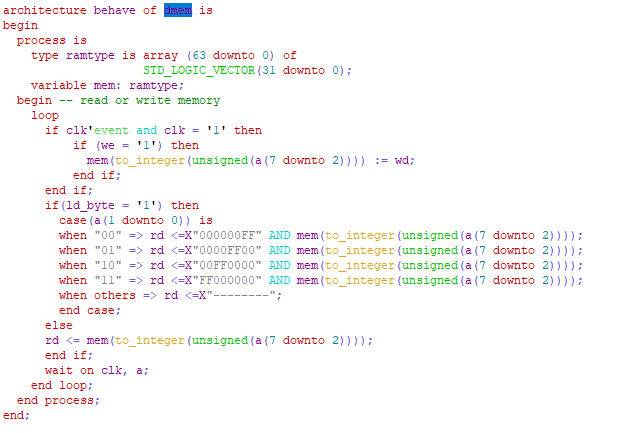 architecture behave of dmem is
begin
  process is
    type ramtype is array (63 downto 0) of
                    STD_LOGIC_VECTOR(31 downto 0);
    variable mem: ramtype;
  begin -- read or write memory
    loop
      if clk'event and clk = '1' then
          if (we = '1') then
            mem(to_integer(unsigned(a(7 downto 2)))) := wd;
          end if;
      end if;
      if(ld_byte = '1') then
        case(a(1 downto 0)) is
        when "00" => rd <=X"000000FF" AND mem(to_integer(unsigned(a(7 downto 2))));
        when "01" => rd <=X"0000FF00" AND mem(to_integer(unsigned(a(7 downto 2))));
        when "10" => rd <=X"00FF0000" AND mem(to_integer(unsigned(a(7 downto 2))));
        when "11" => rd <=X"FF000000" AND mem(to_integer(unsigned(a(7 downto 2))));
        when others => rd <=X"--------";
        end case;
      else
      rd <= mem(to_integer(unsigned(a(7 downto 2))));
      end if;
      wait on clk, a;
    end loop;
  end process;
end;